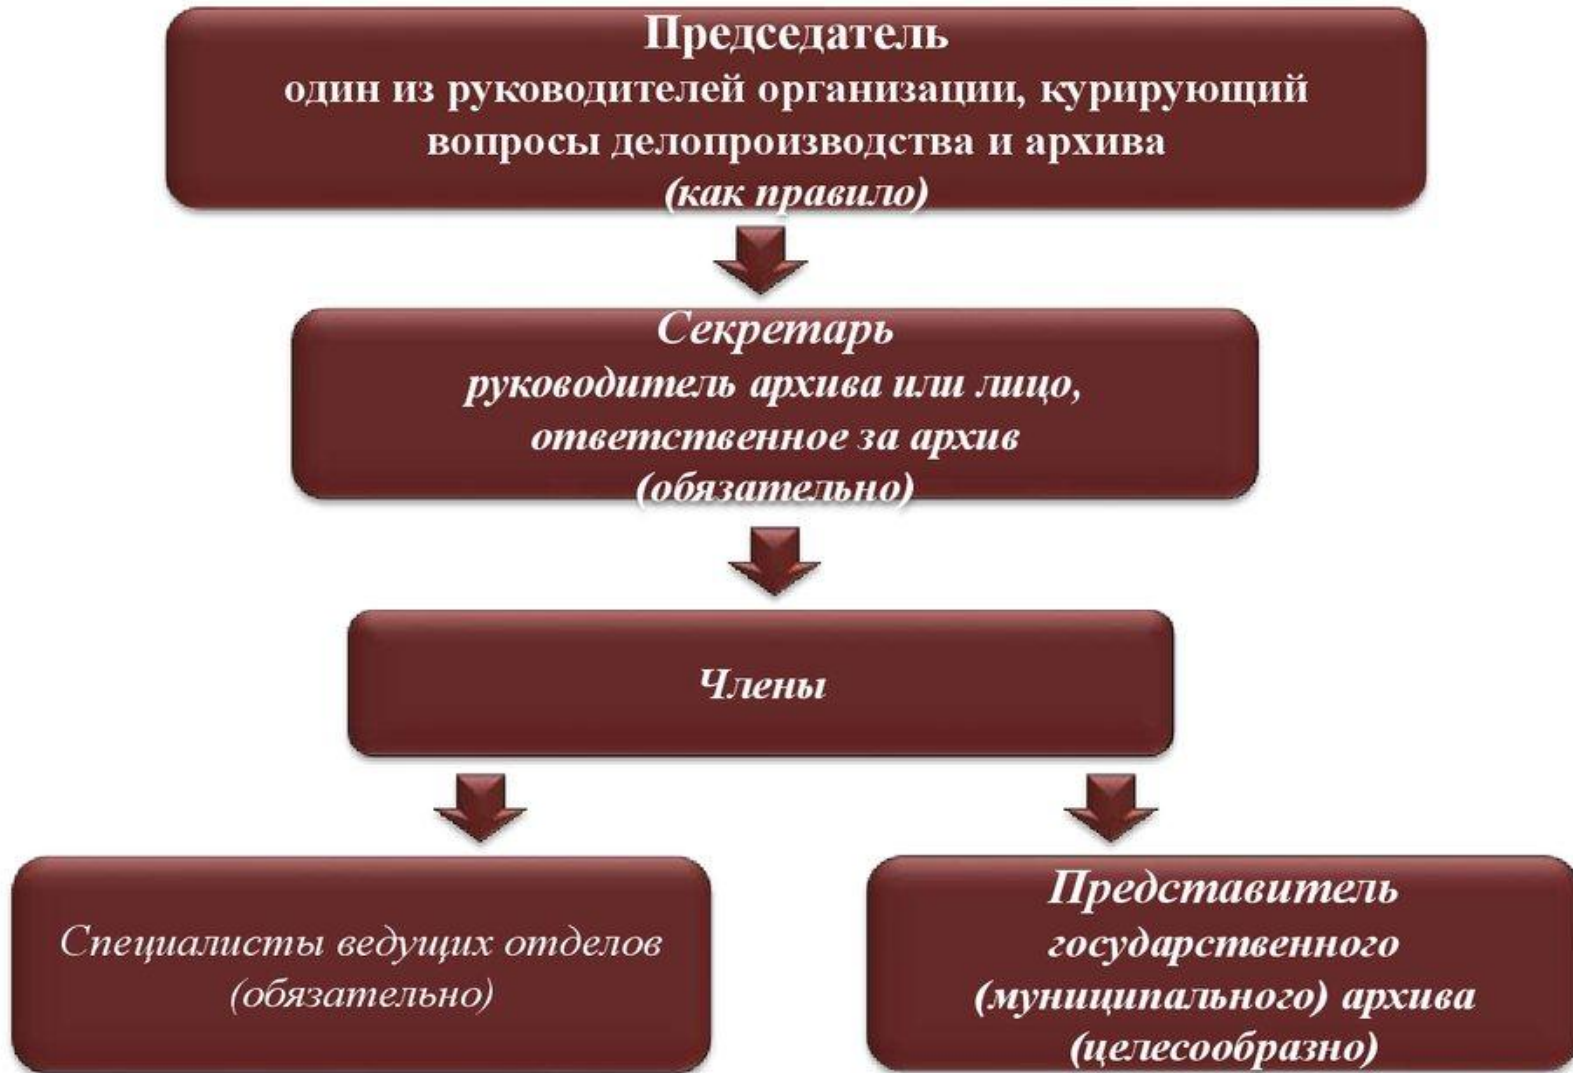 Председатель
один из руководителей организации, курирующий
вопросы делопроизводства и архива
(как правило)
Секретарь
руководитель архива или лицо,
ответственное за архив
(обязательно)
Члены
Специалисты ведущих отделов
(обязательно)
Представитель
государственного
(муниципального) архива
(целесообразно)